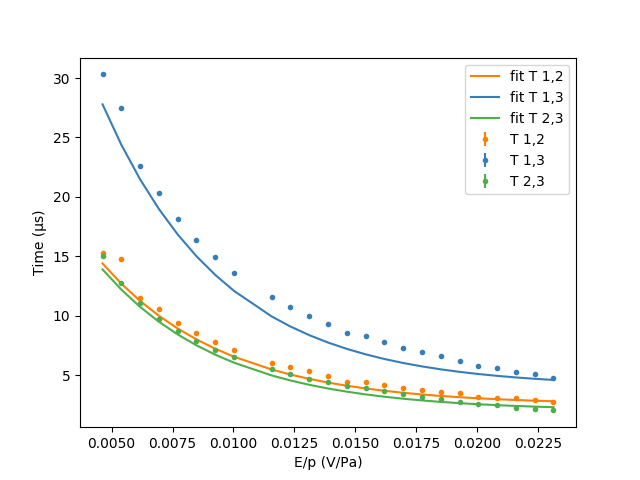 fit T 1,2
fit T 1,3
fit T 2,3
T 1,2
T 1,3
T 2,3
30
25
20
15
10
5
Time (µs)
0.0050 0.0075 0.0100 0.0125 0.0150 0.0175 0.0200 0.0225
E/p (V/Pa)